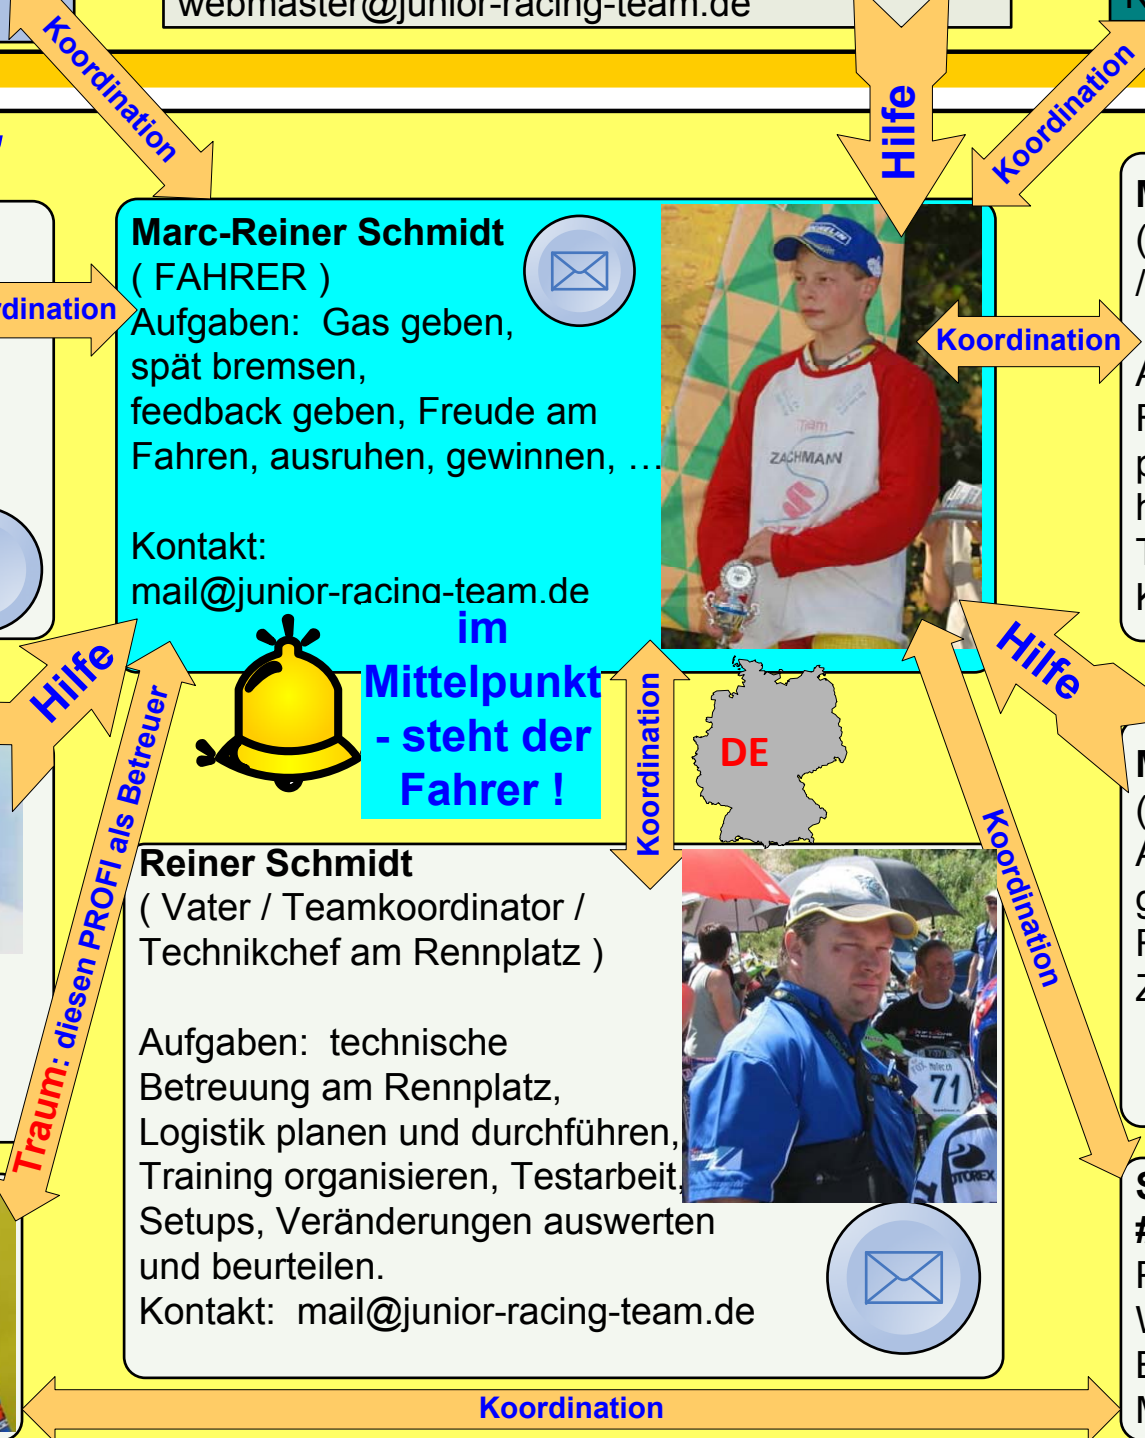 webmaster@junior-racing-team.de
Koordination
Hilfe
Koordination
Marc-Reiner Schmidt
( FAHRER )
Aufgaben:  Gas geben,
spät bremsen,
feedback geben, Freude am
Fahren, ausruhen, gewinnen, …
Kontakt:
mail@junior-racing-team.de
rdination
Koordination
Team
ZACHMANN
im
Mittelpunkt
- steht der
Fahrer !
Hilfe
Hilfe
Koordination
DE
Traum: diesen PROFI als Betreuer
Koordination
Reiner Schmidt
( Vater / Teamkoordinator /
Technikchef am Rennplatz )
Aufgaben:  technische
Betreuung am Rennplatz,
Logistik planen und durchführen,
Training organisieren, Testarbeit,
Setups, Veränderungen auswerten
und beurteilen.
Kontakt:  mail@junior-racing-team.de
71
Koordination